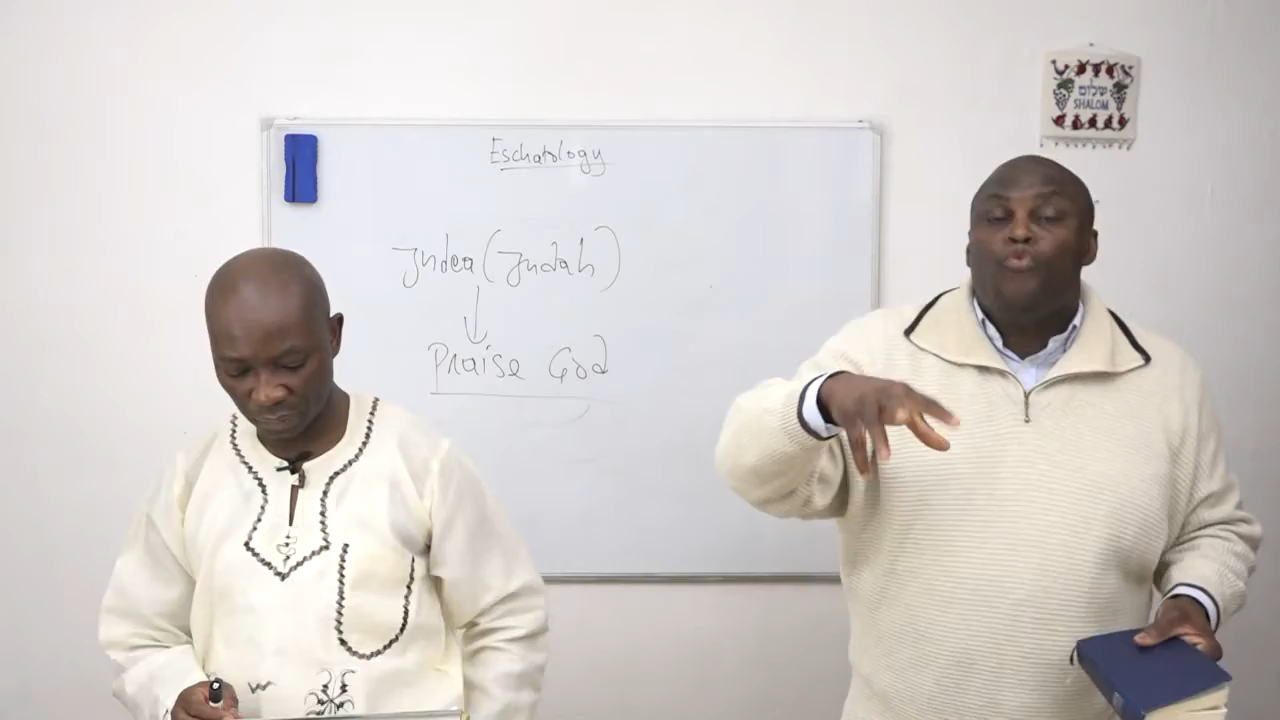 Eschatology
Judea (Judah)
↓
Praise God
שלום
SHALOM